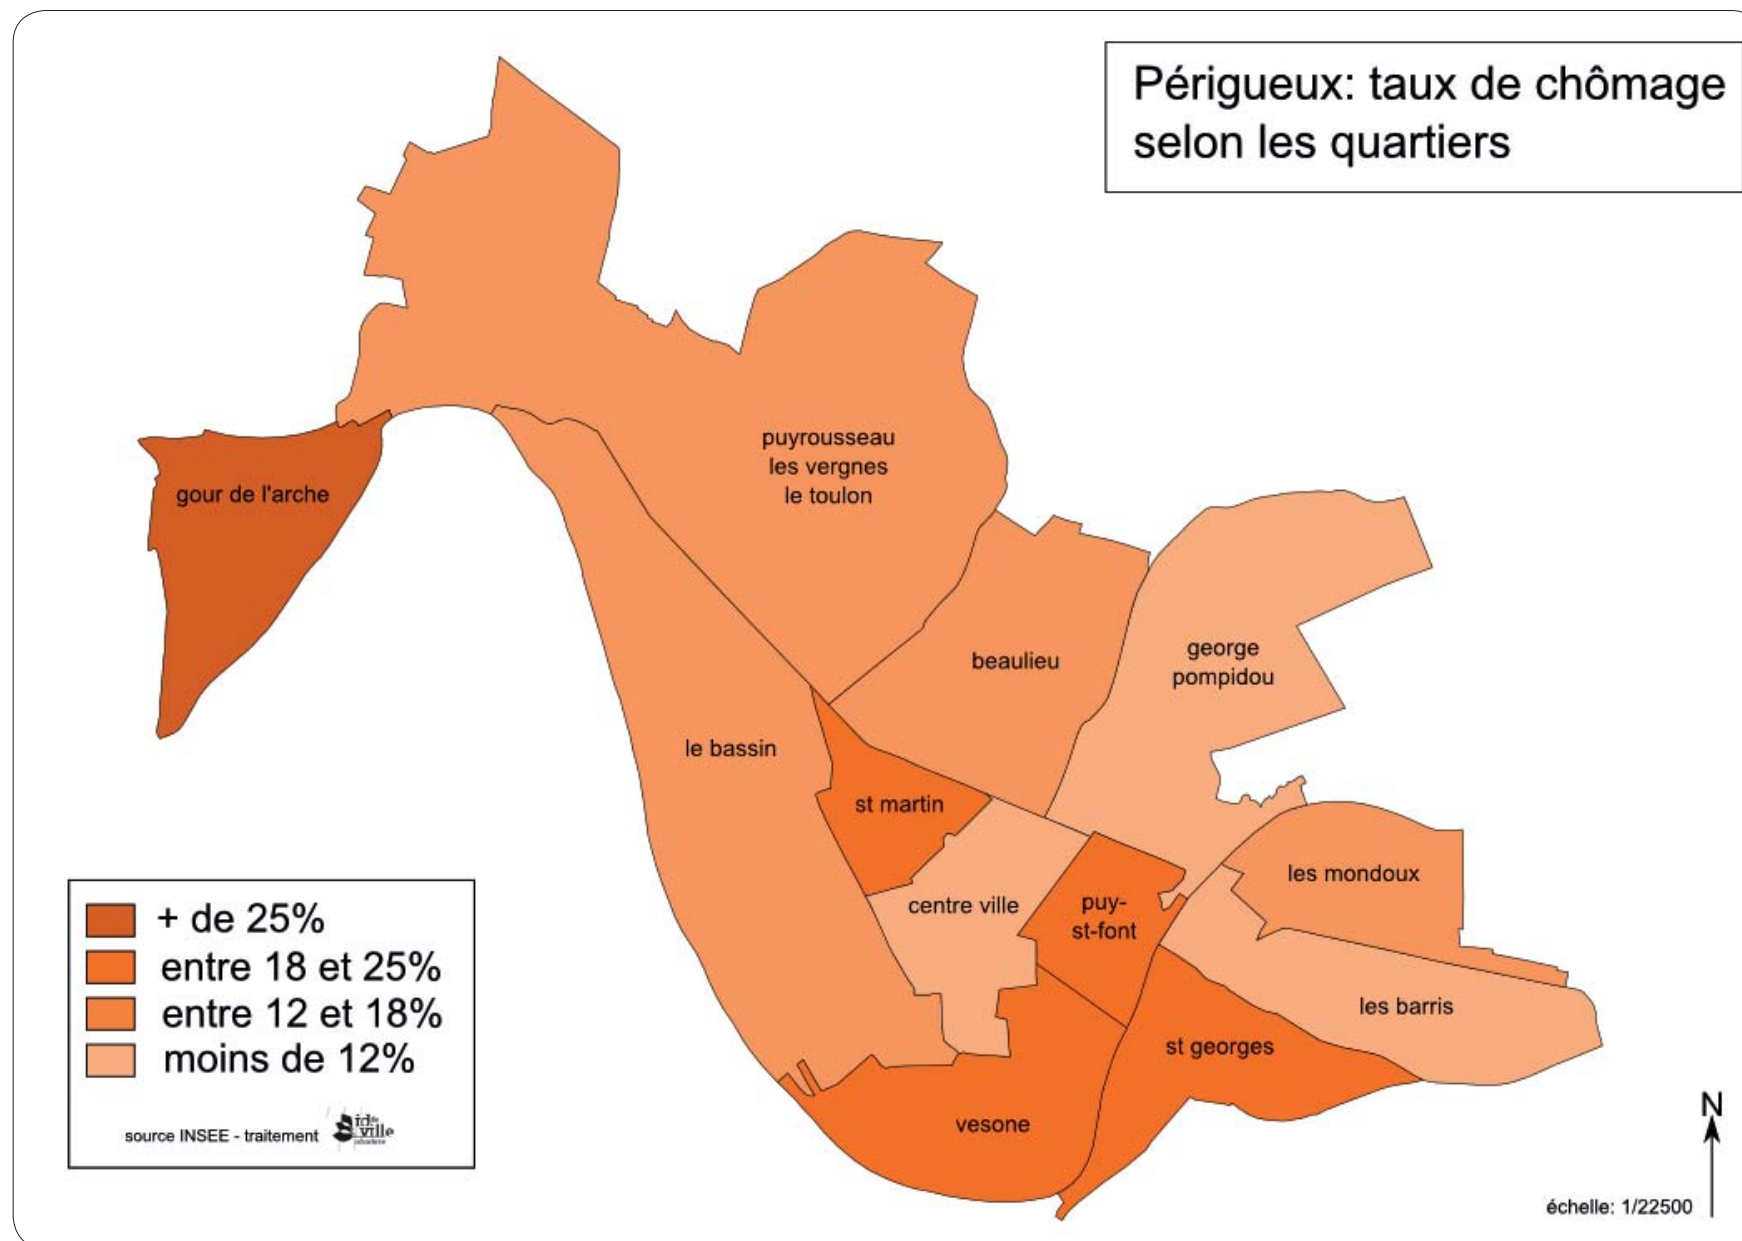 Périgueux: taux de chômage
selon les quartiers
puyrousseau
les vergnes
le toulon
gour de l'arche
beaulieu
george
pompidou
le bassin
st martin
les mondoux
centre ville
puy-
st-font
les barris
st georges
vesone
+ de 25%
entre 18 et 25%
entre 12 et 18%
moins de 12%
source INSEE - traitement
ville
N
échelle: 1/22500